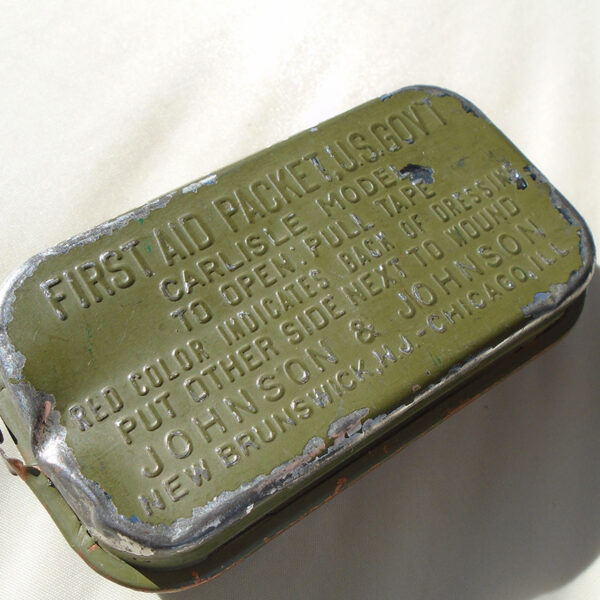 FIRST AID PACKET, U.S. GOV'T
CARLISLE MODEL
TO OPEN: PULL TAPE
RED COLOR INDICATES BACK OF DRESSING
PUT OTHER SIDE NEXT TO WOUND
JOHNSON & JOHNSON
NEW BRUNSWICK, N.J. - CHICAGO, ILL.